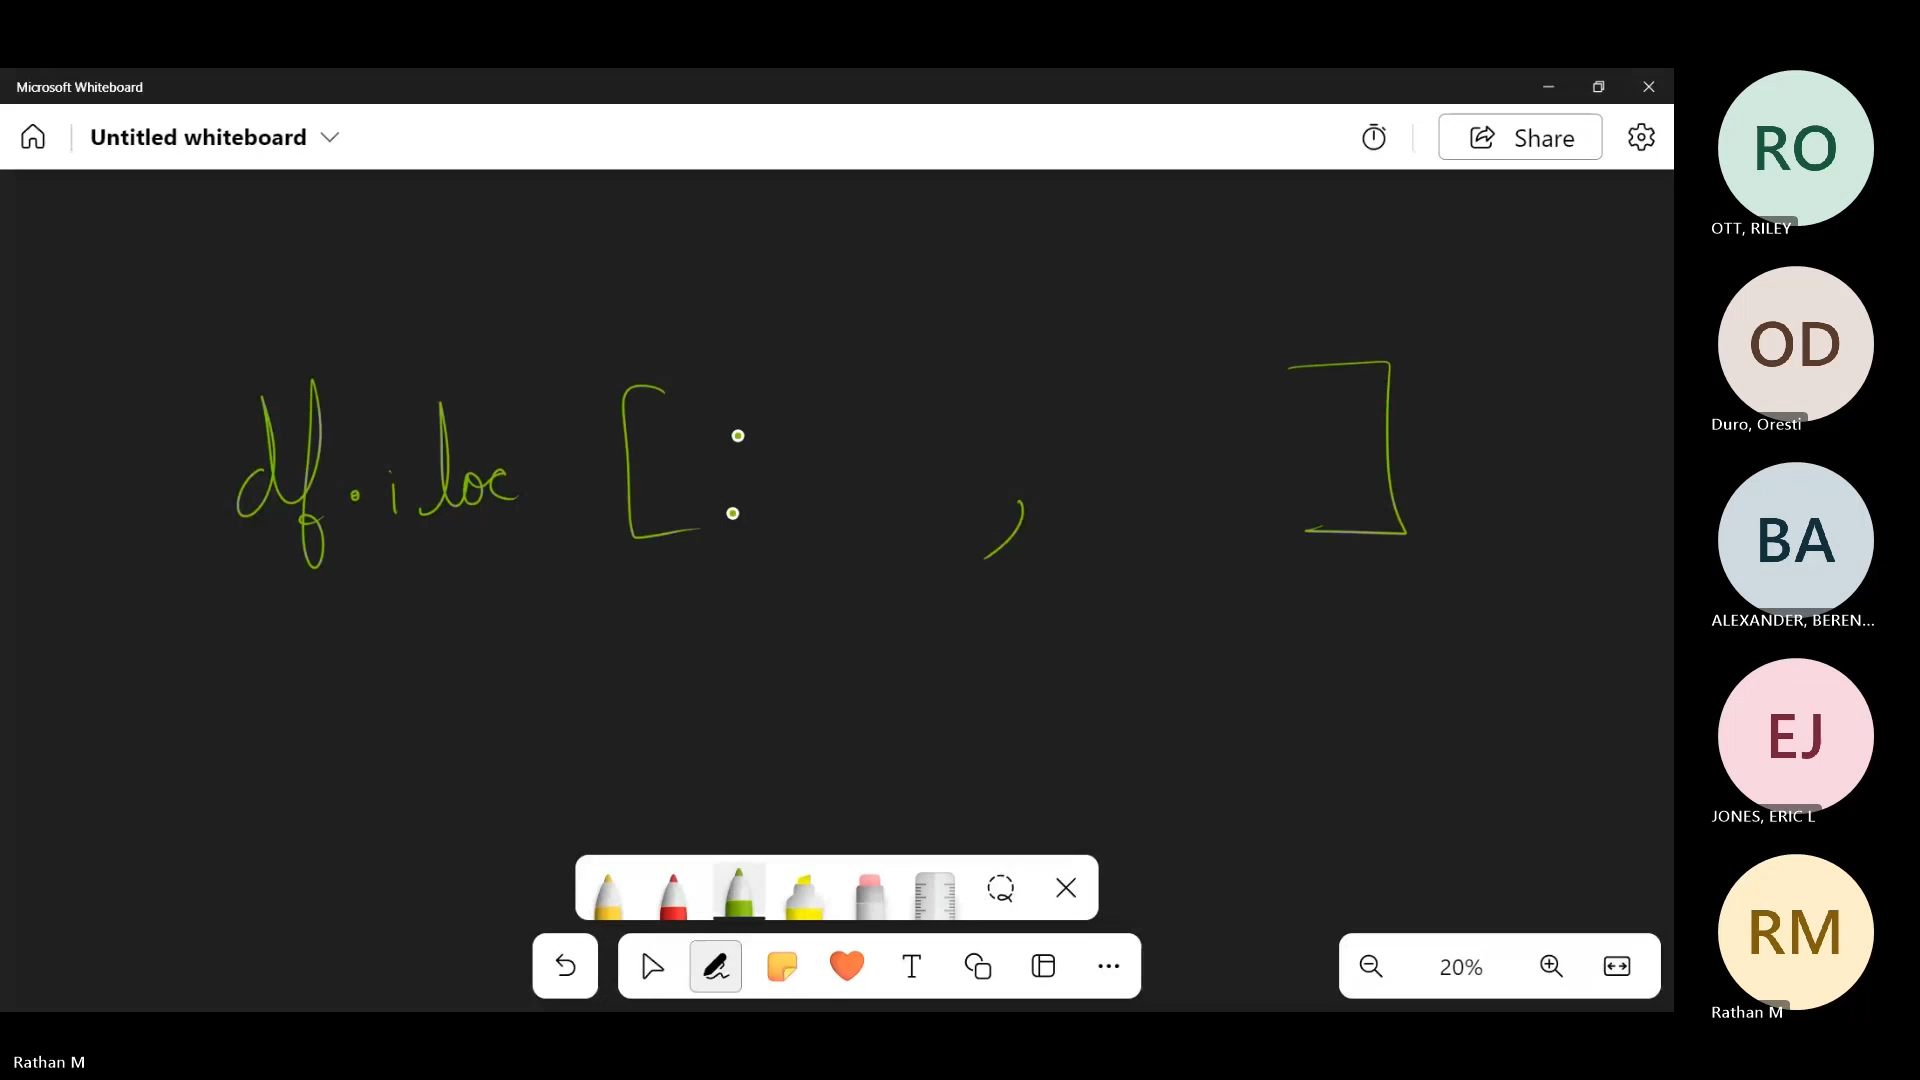 Microsoft Whiteboard
Untitled whiteboard
Share
df.iloc [ : , ]
20%
RO
OTT, RILEY
OD
Duro, Oresti
BA
ALEXANDER, BEREN...
EJ
JONES, ERIC L
RM
Rathan M
Rathan M